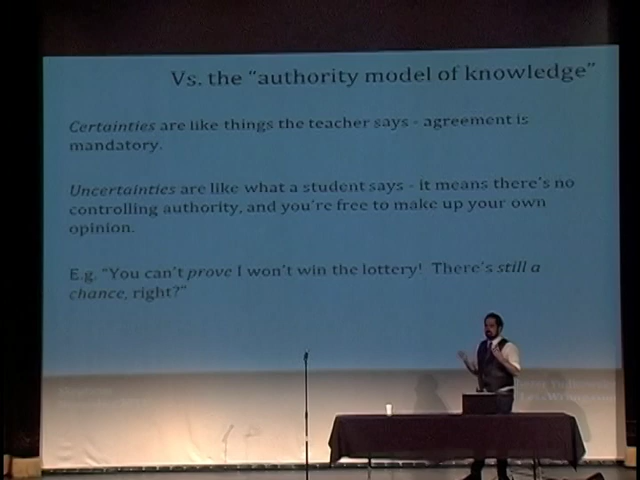 Vs. the “authority model of knowledge”
Certainties are like things the teacher says - agreement is
mandatory.
Uncertainties are like what a student says - it means there's no
controlling authority, and you're free to make up your own
opinion.
E.g. “You can't prove I won't win the lottery! There's still a
chance, right?”